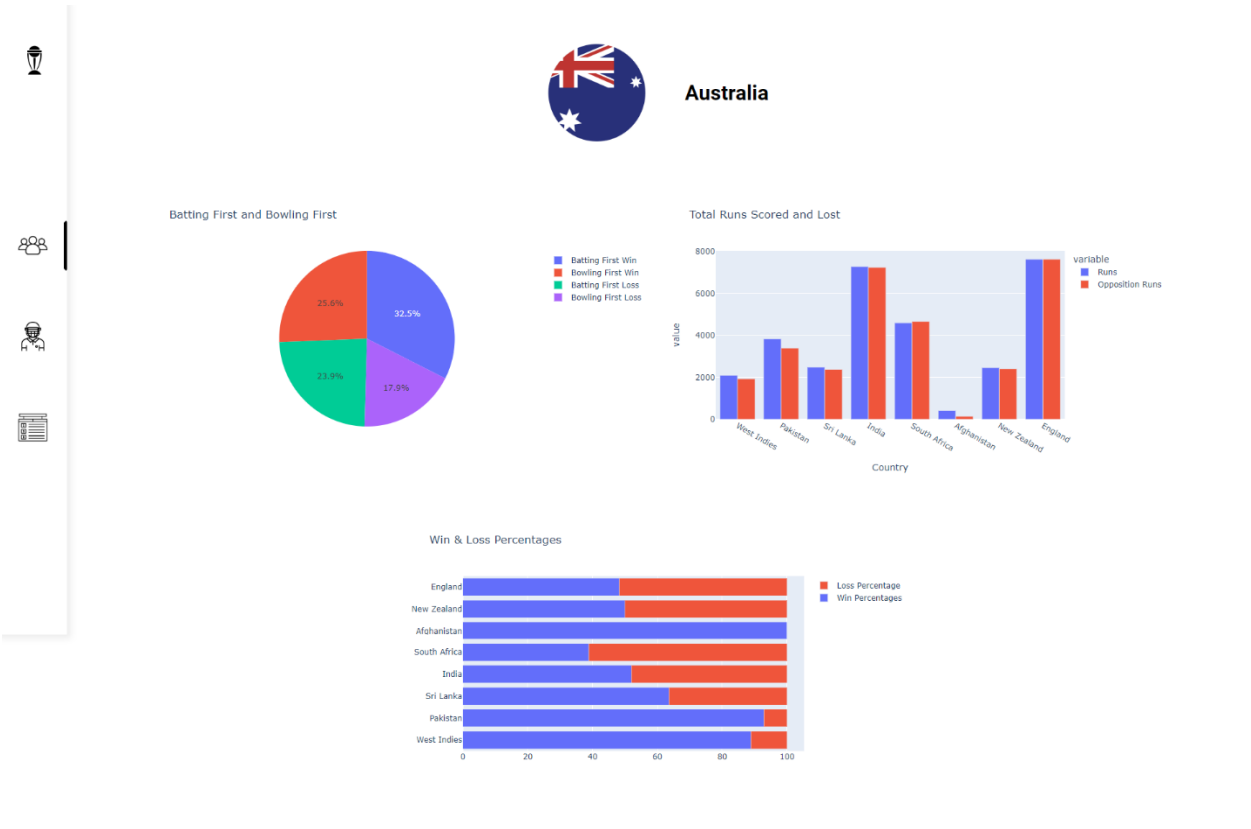 Australia
Batting First and Bowling First
32.5%
25.6%
23.9%
17.9%
Batting First Win
Bowling First Win
Batting First Loss
Bowling First Loss
Total Runs Scored and Lost
8000
6000
4000
2000
0
value
West Indies
Pakistan
Sri Lanka
India
South Africa
Afghanistan
New Zealand
England
Country
variable
Runs
Opposition Runs
Win & Loss Percentages
England
New Zealand
Afghanistan
South Africa
India
Sri Lanka
Pakistan
West Indies
0 20 40 60 80 100
Loss Percentage
Win Percentages